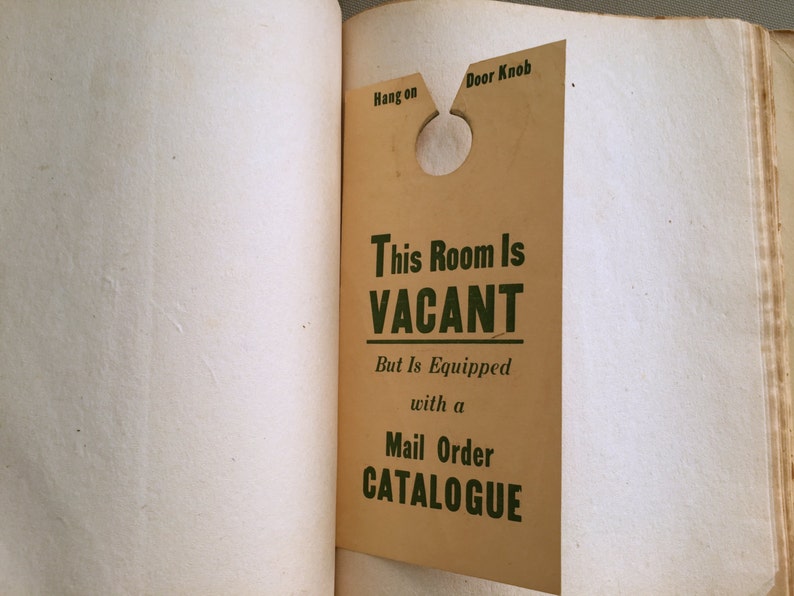 Hang on Door Knob
This Room Is
VACANT
But Is Equipped
with a
Mail Order
CATALOGUE